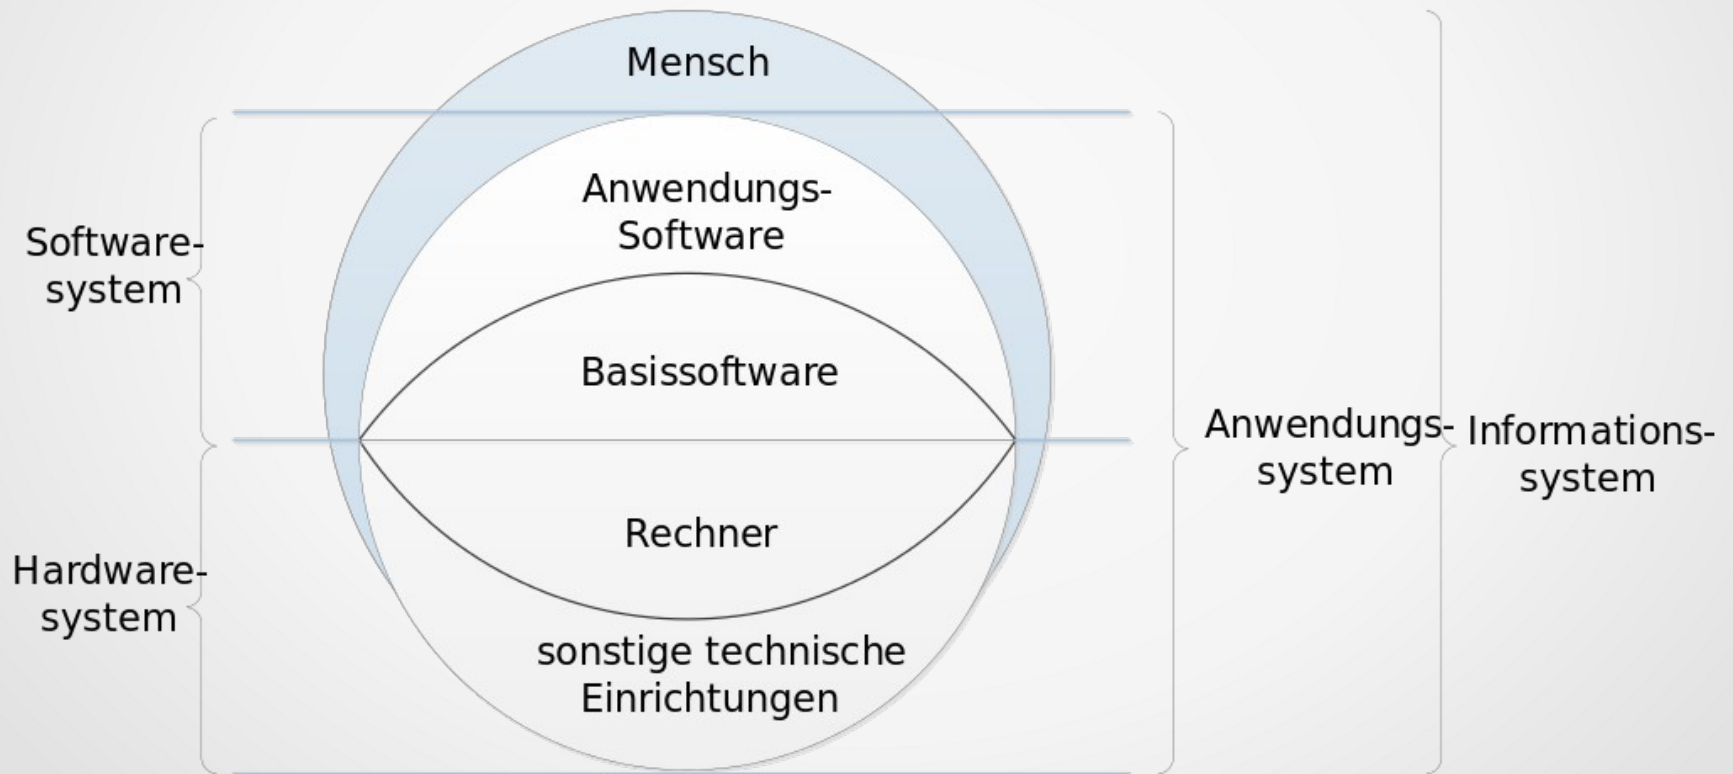 Mensch
Anwendungs-
Software
Software-
system
Basissoftware
Anwendungs-
system
Informations-
system
Rechner
Hardware-
system
sonstige technische
Einrichtungen